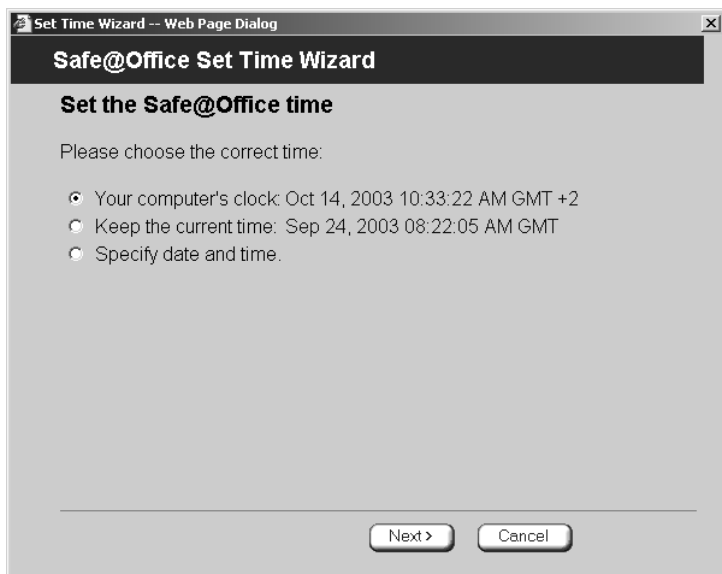 Set Time Wizard -- Web Page Dialog
Safe@Office Set Time Wizard
Set the Safe@Office time
Please choose the correct time:
Your computer's clock: Oct 14, 2003 10:33:22 AM GMT +2
Keep the current time: Sep 24, 2003 08:22:05 AM GMT
Specify date and time.
Next > Cancel